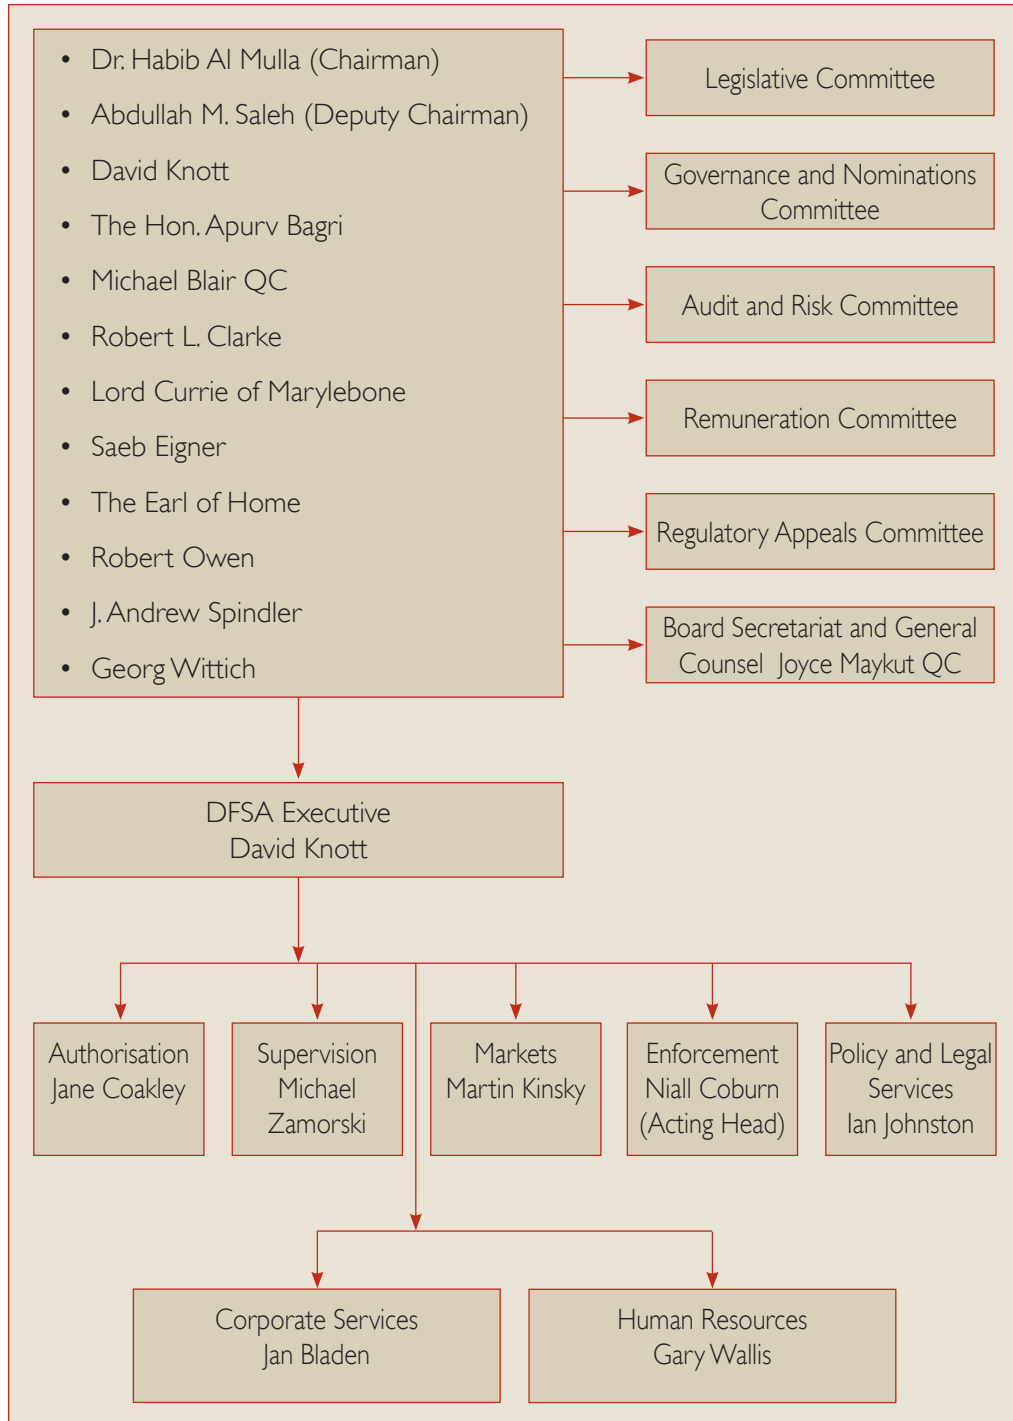 • Dr. Habib Al Mulla (Chairman)
• Abdullah M. Saleh (Deputy Chairman)
• David Knott
• The Hon. Apurv Bagri
• Michael Blair QC
• Robert L. Clarke
• Lord Currie of Marylebone
• Saeb Eigner
• The Earl of Home
• Robert Owen
• J. Andrew Spindler
• Georg Wittich
Legislative Committee
Governance and Nominations
Committee
Audit and Risk Committee
Remuneration Committee
Regulatory Appeals Committee
Board Secretariat and General
Counsel Joyce Maykut QC
DFSA Executive
David Knott
Authorisation
Jane Coakley
Supervision
Michael
Zamorski
Markets
Martin Kinsky
Enforcement
Niall Coburn
(Acting Head)
Policy and Legal
Services
Ian Johnston
Corporate Services
Jan Bladen
Human Resources
Gary Wallis